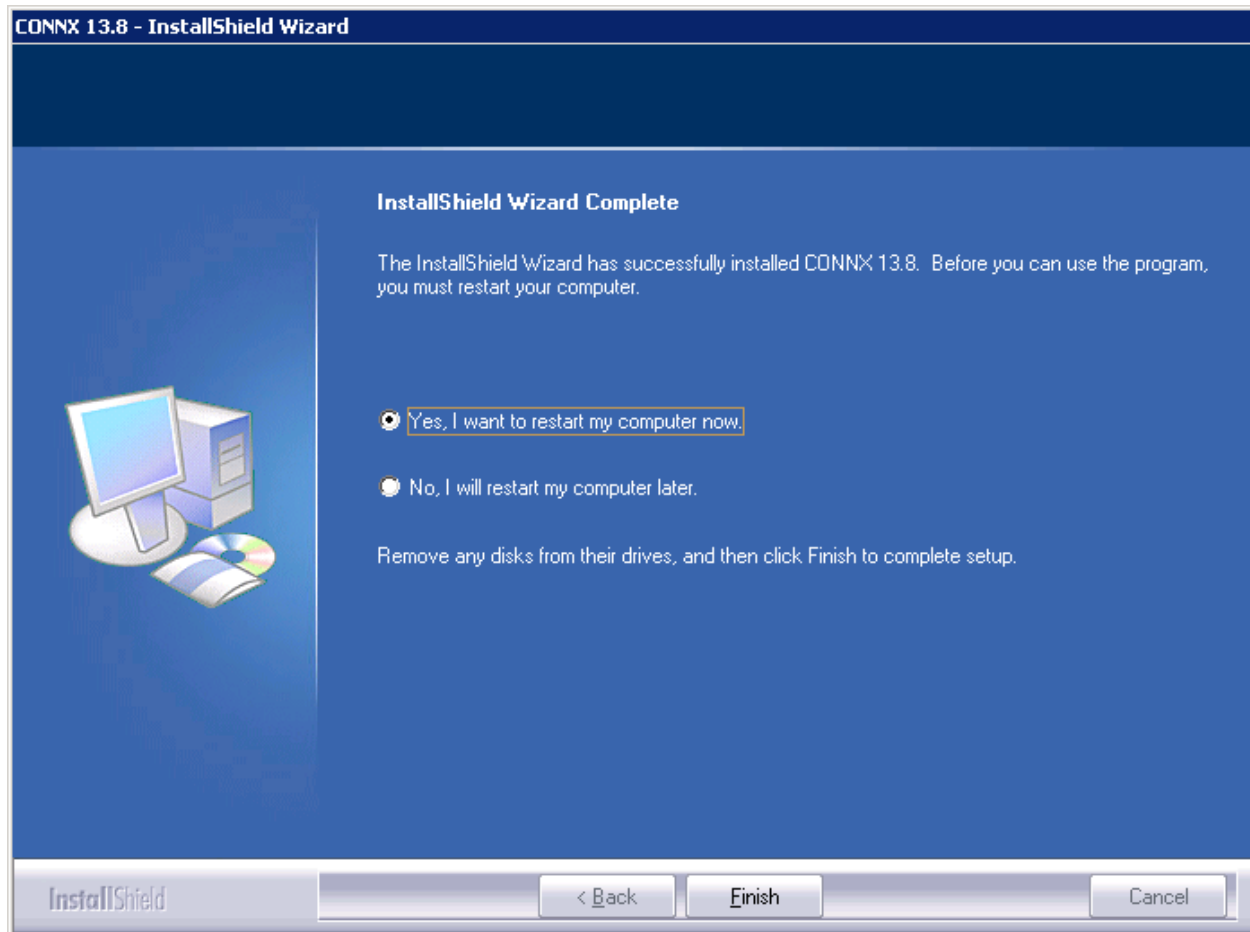 CONNX 13.8 - InstallShield Wizard
InstallShield Wizard Complete
The InstallShield Wizard has successfully installed CONNX 13.8. Before you can use the program,
you must restart your computer.
Yes, I want to restart my computer now.
No, I will restart my computer later.
Remove any disks from their drives, and then click Finish to complete setup.
InstallShield
< Back
Finish
Cancel